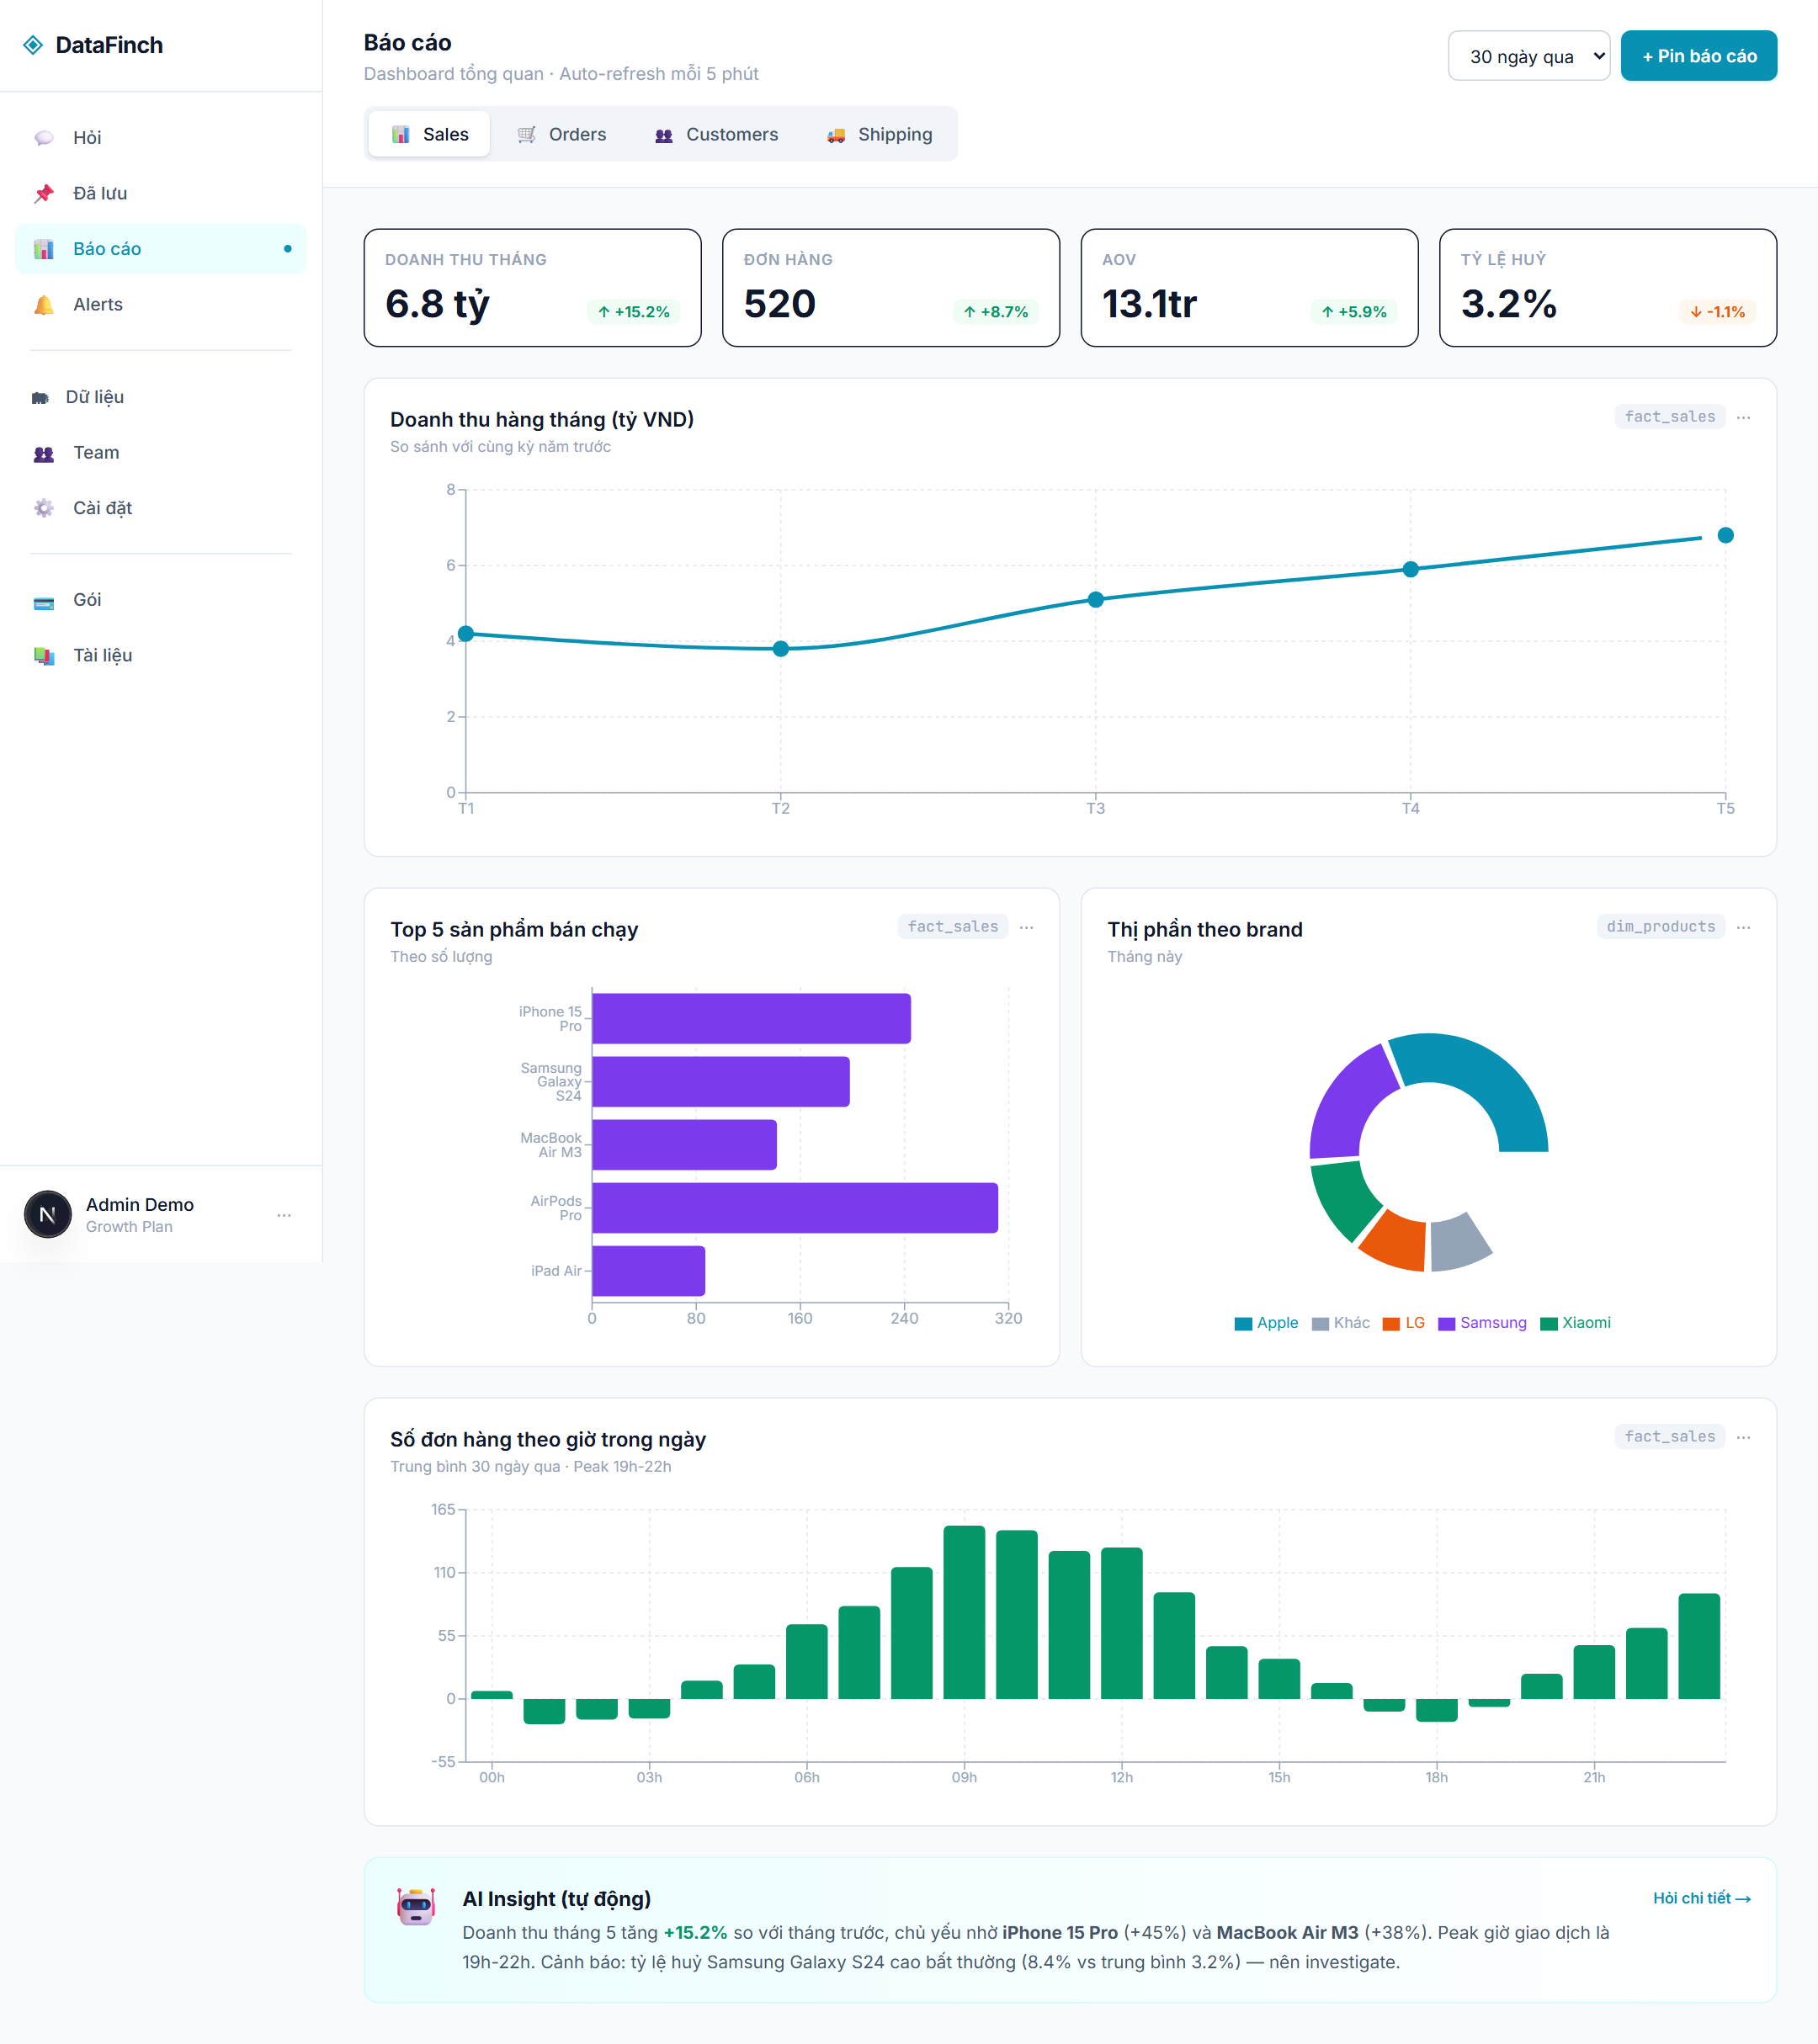 DataFinch
Hỏi
Đã lưu
Báo cáo
Alerts
Dữ liệu
Team
Cài đặt
Gói
Tài liệu
N
Admin Demo
Growth Plan
...
Báo cáo
Dashboard tổng quan · Auto-refresh mỗi 5 phút
30 ngày qua
+ Pin báo cáo
Sales
Orders
Customers
Shipping
DOANH THU THÁNG
6.8 tỷ
↑ +15.2%
ĐƠN HÀNG
520
↑ +8.7%
AOV
13.1tr
↑ +5.9%
TỶ LỆ HUỶ
3.2%
↓ -1.1%
Doanh thu hàng tháng (tỷ VND)
So sánh với cùng kỳ năm trước
fact_sales
...
8
6
4
2
0
T1
T2
T3
T4
T5
Top 5 sản phẩm bán chạy
Theo số lượng
fact_sales
...
iPhone 15
Pro
Samsung
Galaxy
S24
MacBook
Air M3
AirPods
Pro
iPad Air
0
80
160
240
320
Thị phần theo brand
Tháng này
dim_products
...
Apple
Khác
LG
Samsung
Xiaomi
Số đơn hàng theo giờ trong ngày
Trung bình 30 ngày qua · Peak 19h-22h
fact_sales
...
165
110
55
0
-55
00h
03h
06h
09h
12h
15h
18h
21h
AI Insight (tự động)
Hỏi chi tiết →
Doanh thu tháng 5 tăng +15.2% so với tháng trước, chủ yếu nhờ iPhone 15 Pro (+45%) và MacBook Air M3 (+38%). Peak giờ giao dịch là
19h-22h. Cảnh báo: tỷ lệ huỷ Samsung Galaxy S24 cao bất thường (8.4% vs trung bình 3.2%) — nên investigate.